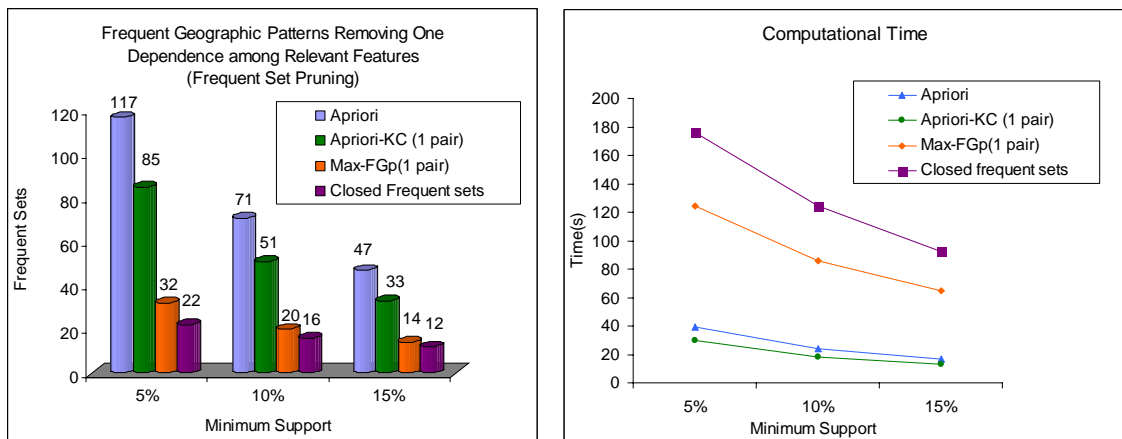 Frequent Geographic Patterns Removing One
Dependence among Relevant Features
(Frequent Set Pruning)
Apriori
Apriori-KC (1 pair)
Max-FGp(1 pair)
Closed Frequent sets
Frequent Sets
120
100
80
60
40
20
0
117
85
32
22
71
51
20
16
47
33
14
12
5%
10%
15%
Minimum Support
Computational Time
Apriori
Apriori-KC (1 pair)
Max-FGp(1 pair)
Closed frequent sets
Time(s)
200
180
160
140
120
100
80
60
40
20
0
5%
10%
15%
Minimum Support